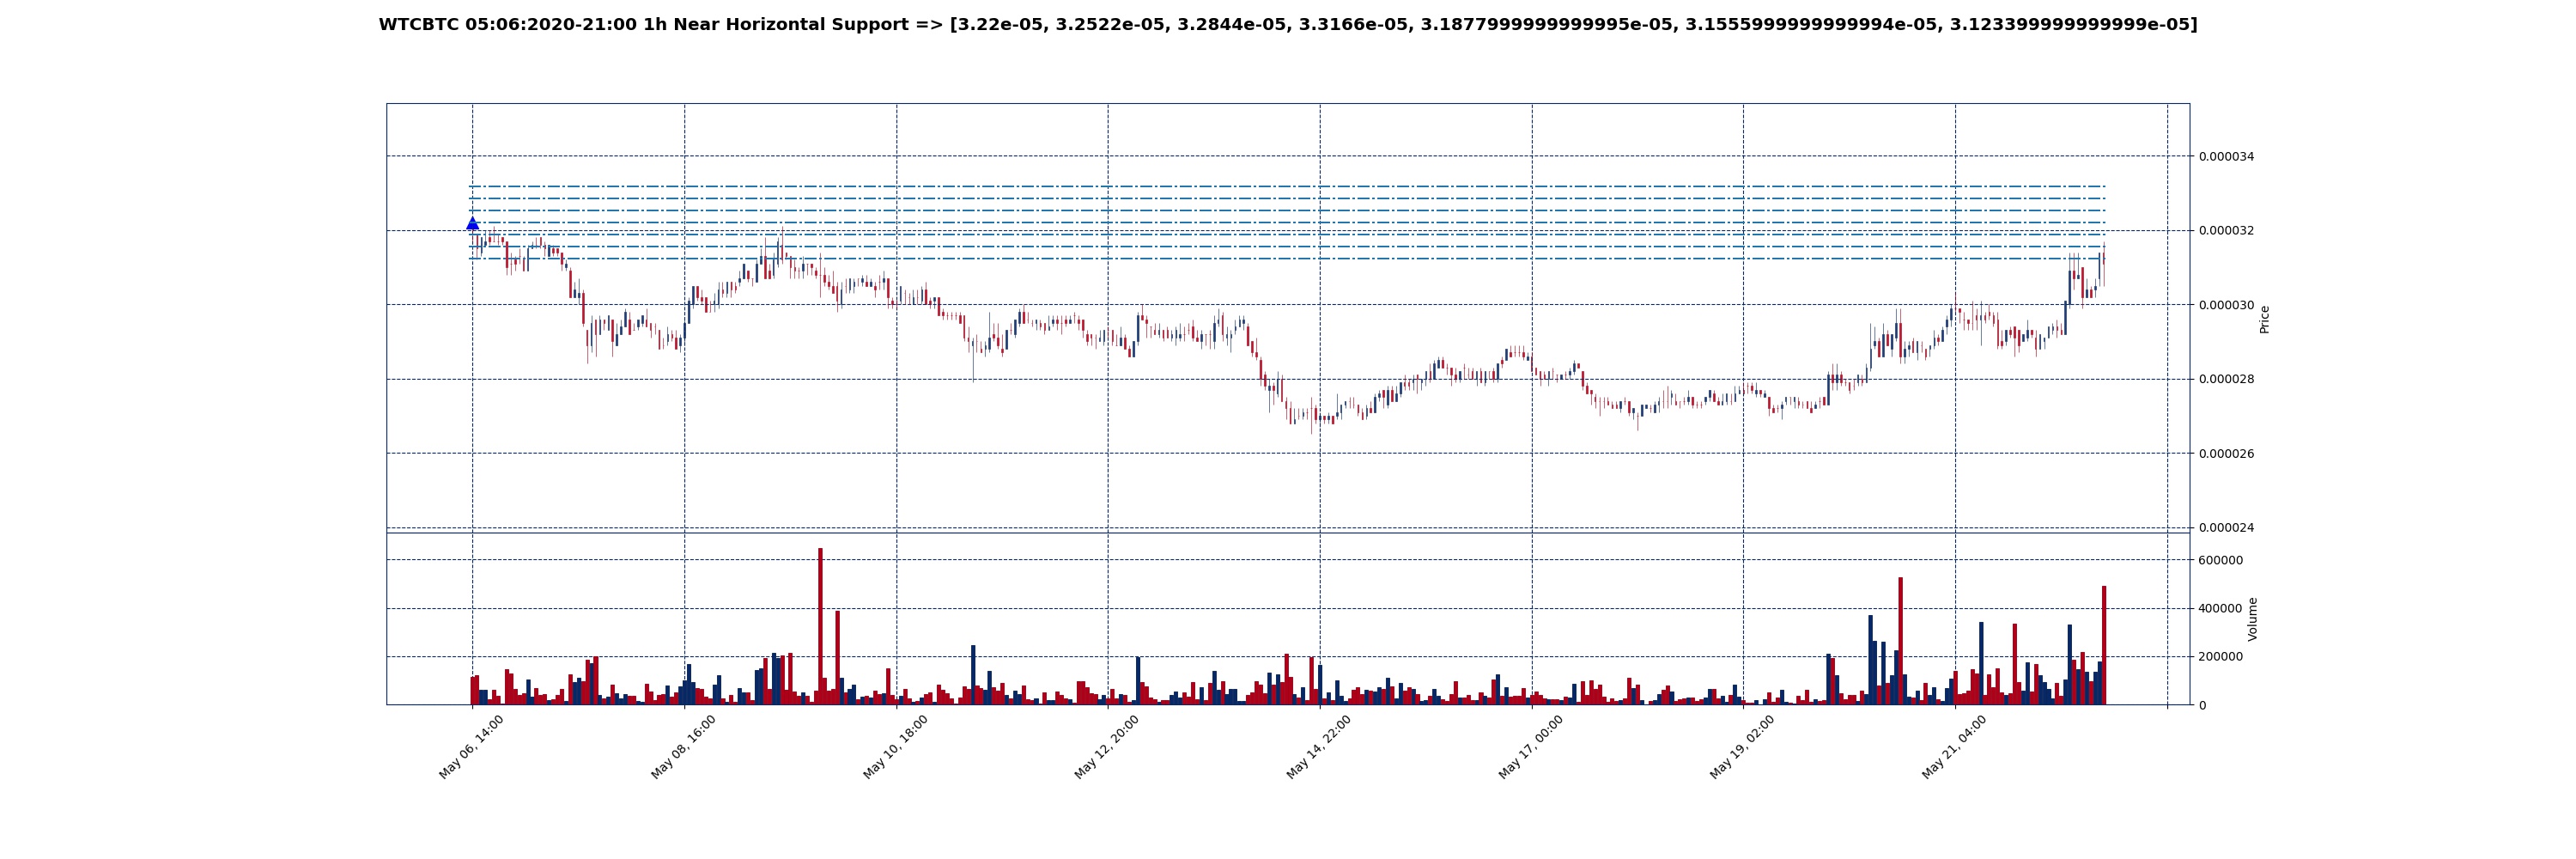 WTCBTC 05:06:2020-21:00 1h Near Horizontal Support => [3.22e-05, 3.2522e-05, 3.2844e-05, 3.3166e-05, 3.1877999999999995e-05, 3.1555999999999994e-05, 3.123399999999999e-05]
0.000034
0.000032
0.000030
0.000028
0.000026
0.000024
Price
600000
400000
200000
0
Volume
May 06, 14:00
May 08, 16:00
May 10, 18:00
May 12, 20:00
May 14, 22:00
May 17, 00:00
May 19, 02:00
May 21, 04:00